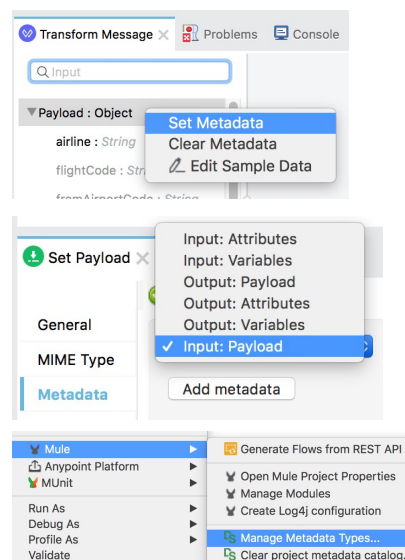 Transform Message Problems Console
Input
Payload : Object
airline : String
flightCode : Str
fromAirportCode : String
Set Metadata
Clear Metadata
Edit Sample Data
Set Payload
General
MIME Type
Metadata
Input: Attributes
Input: Variables
Output: Payload
Output: Attributes
Output: Variables
✓ Input: Payload
Add metadata
Mule
Anypoint Platform
MUnit
Run As
Debug As
Profile As
Validate
Generate Flows from REST API
Open Mule Project Properties
Manage Modules
Create Log4j configuration
Manage Metadata Types...
Clear project metadata catalog.